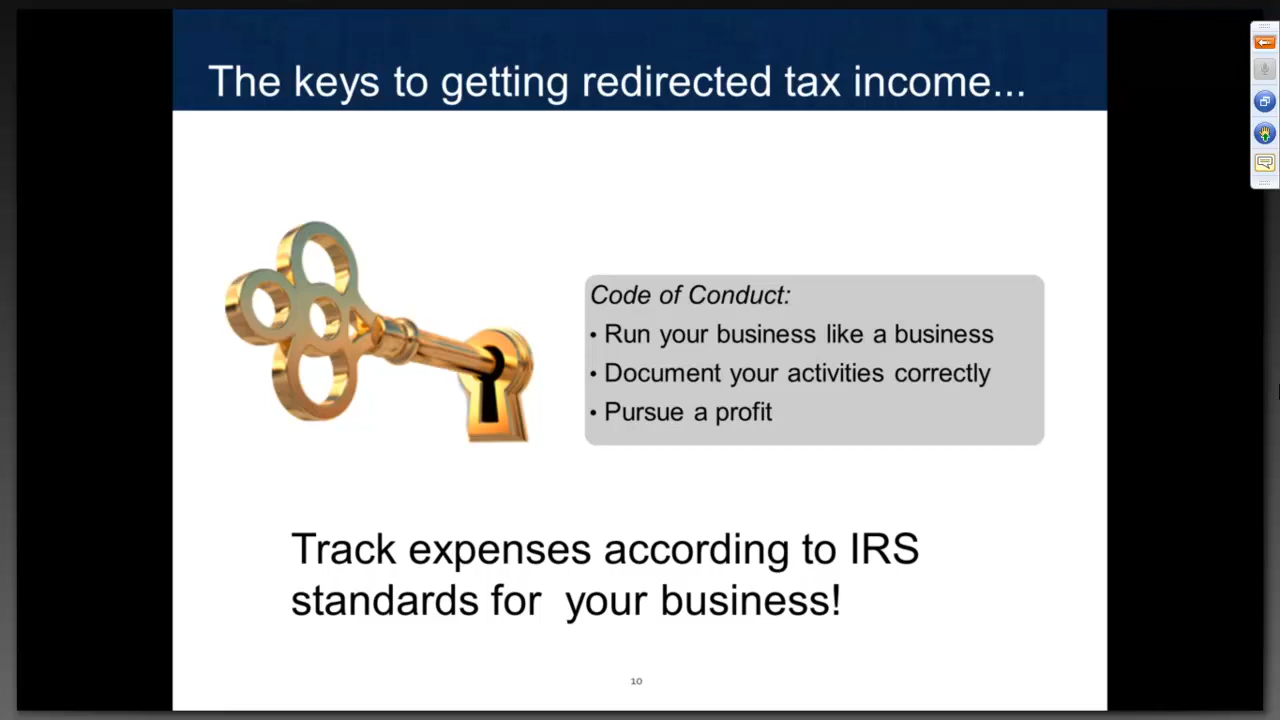 The keys to getting redirected tax income...
Code of Conduct:
• Run your business like a business
• Document your activities correctly
• Pursue a profit
Track expenses according to IRS
standards for  your business!
10